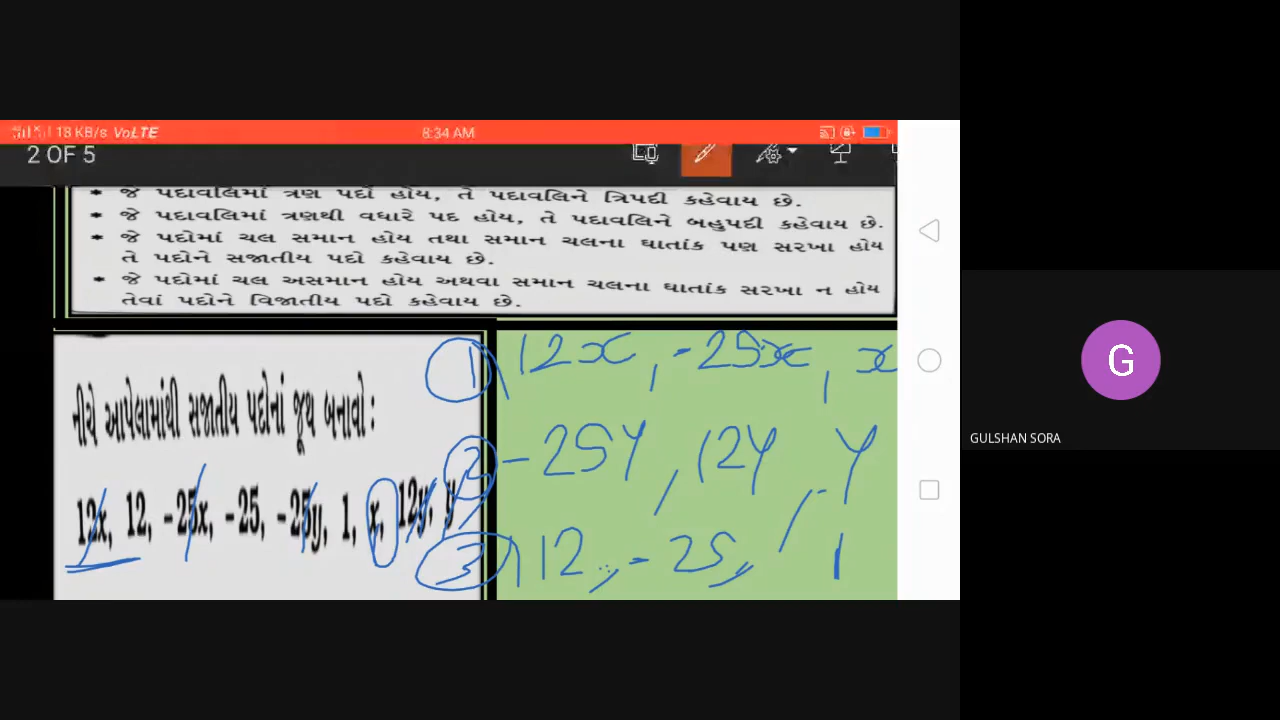 18 KB/s VoLTE 8:34 AM
2 OF 5
* જે પદાવલિમાં ત્રણ પદો હોય, તે પદાવલિને ત્રિપદી કહેવાય છે.
* જે પદાવલિમાં ત્રણથી વધારે પદ હોય, તે પદાવલિને બહુપદી કહેવાય છે.
* જે પદોમાં ચલ સમાન હોય તથા સમાન ચલના ઘાતાંક પણ સરખા હોય
તે પદોને સજાતીય પદો કહેવાય છે.
* જે પદોમાં ચલ અસમાન હોય અથવા સમાન ચલના ઘાતાંક સરખા ન હોય
તેવાં પદોને વિજાતીય પદો કહેવાય છે.
નીચે આપેલામાંથી સજાતીય પદોનાં જૂથ બનાવો :
12x, 12, -25x, -25, -25y, 1, x, 12y, y
1) 12x, -25x, x
2) -25y, 12y, y
3) 12, -25, 1
G
GULSHAN SORA